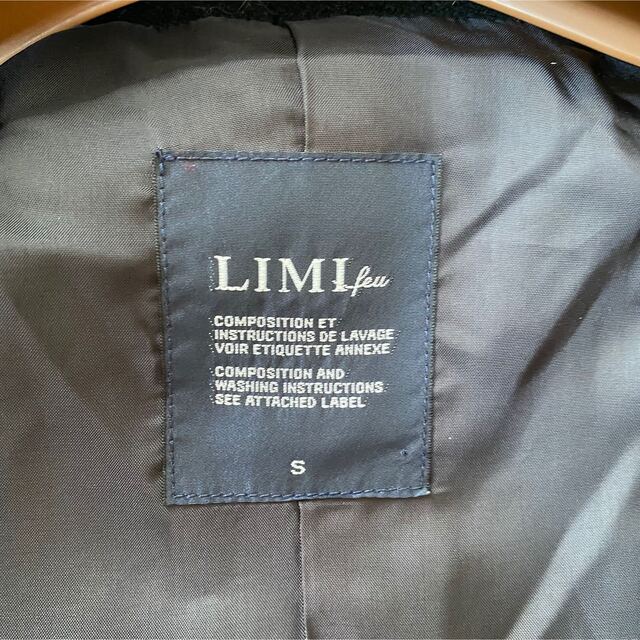 LIMI feu
COMPOSITION ET
INSTRUCTIONS DE LAVAGE
VOIR ETIQUETTE ANNEXE
COMPOSITION AND
WASHING INSTRUCTIONS
SEE ATTACHED LABEL
S